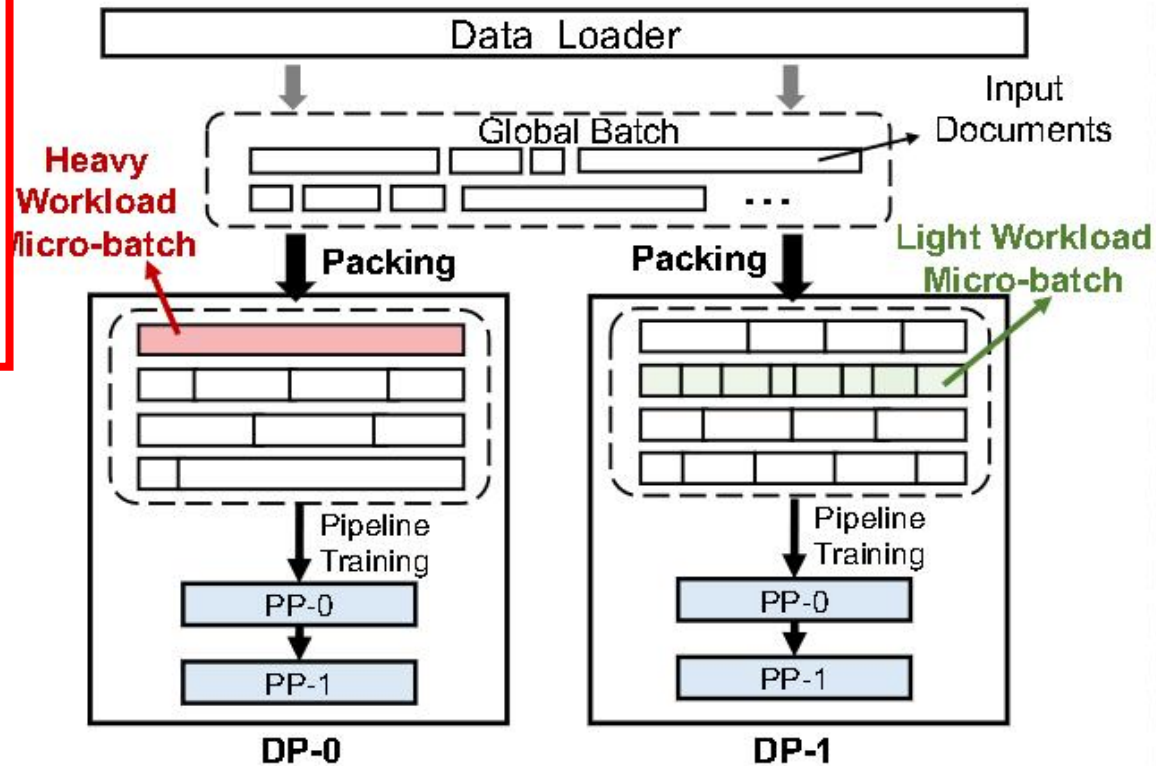 Data Loader
Input
Documents
Global Batch
...
Heavy
Workload
Micro-batch
Packing
Packing
Light Workload
Micro-batch
Pipeline
Training
PP-0
PP-1
DP-0
Pipeline
Training
PP-0
PP-1
DP-1